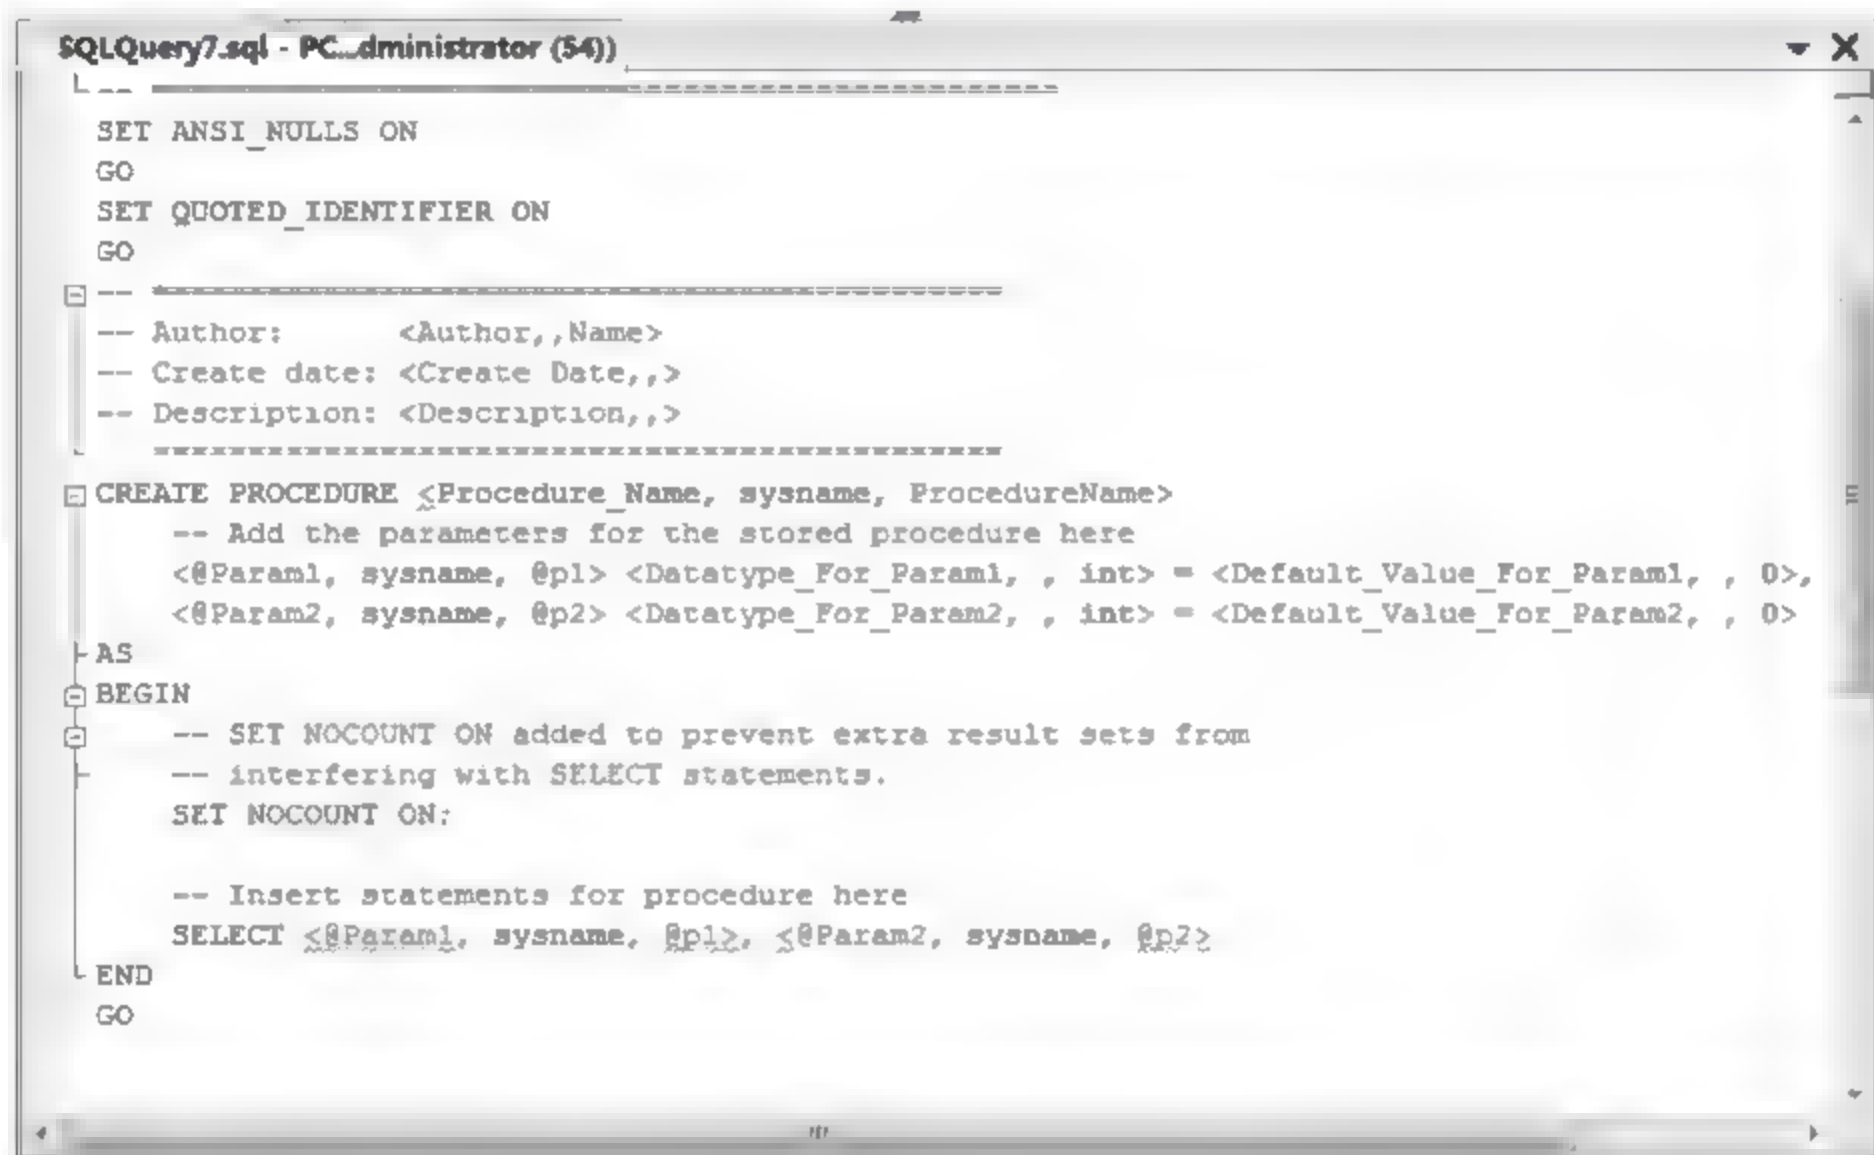 SQLQuery7.sql - PC...dministrator (54))
-- =============================================
SET ANSI_NULLS ON
GO
SET QUOTED_IDENTIFIER ON
GO
-- =============================================
-- Author:      <Author,,Name>
-- Create date: <Create Date,,>
-- Description: <Description,,>
   =============================================
CREATE PROCEDURE <Procedure_Name, sysname, ProcedureName>
    -- Add the parameters for the stored procedure here
    <@Param1, sysname, @p1> <Datatype_For_Param1, , int> = <Default_Value_For_Param1, , 0>,
    <@Param2, sysname, @p2> <Datatype_For_Param2, , int> = <Default_Value_For_Param2, , 0>
AS
BEGIN
    -- SET NOCOUNT ON added to prevent extra result sets from
    -- interfering with SELECT statements.
    SET NOCOUNT ON;
    -- Insert statements for procedure here
    SELECT <@Param1, sysname, @p1>, <@Param2, sysname, @p2>
END
GO